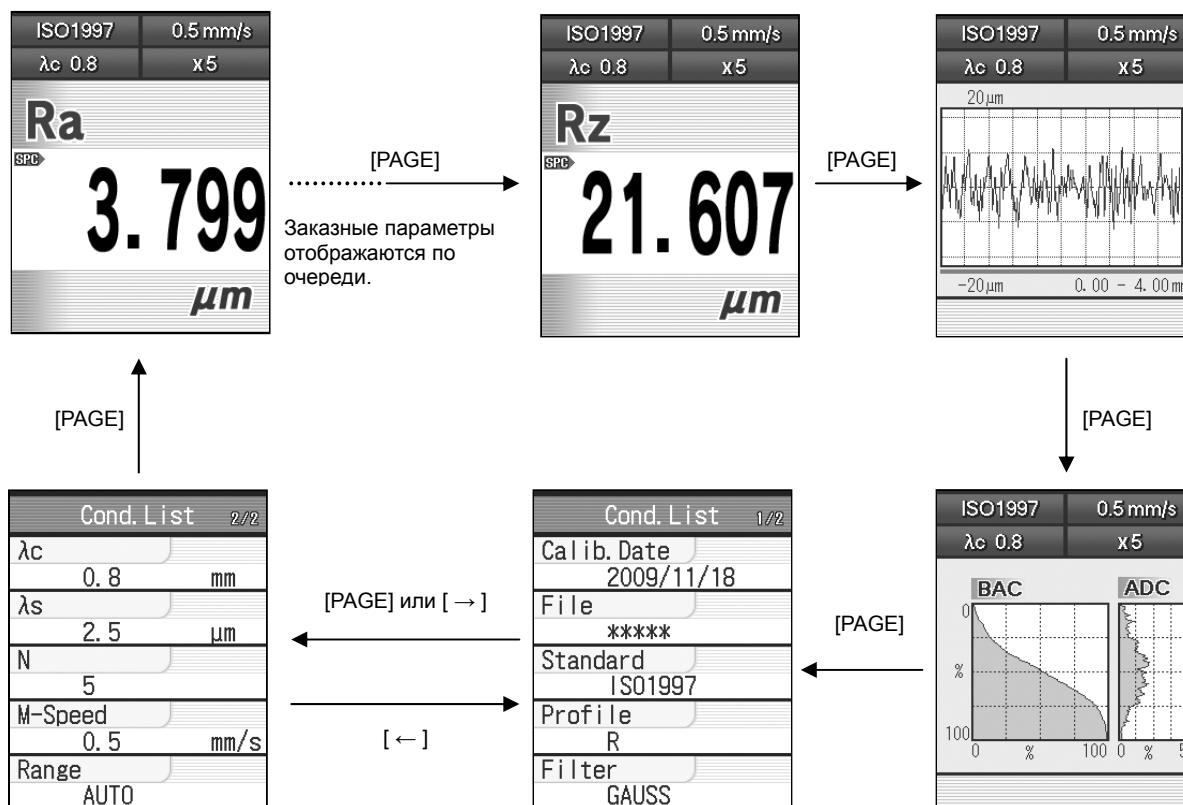 ISO1997 0.5 mm/s
λc 0.8 x5
Ra
SPC
3.799
µm
[PAGE]
Заказные параметры
отображаются по
очереди.
ISO1997 0.5 mm/s
λc 0.8 x5
Rz
SPC
21.607
µm
[PAGE]
ISO1997 0.5 mm/s
λc 0.8 x5
20µm
-20µm 0.00 - 4.00 mm
[PAGE]
[PAGE]
Cond.List 2/2
λc
0.8 mm
λs
2.5 µm
N
5
M-Speed
0.5 mm/s
Range
AUTO
[PAGE] или [ → ]
[ ← ]
Cond.List 1/2
Calib.Date
2009/11/18
File
*****
Standard
ISO1997
Profile
R
Filter
GAUSS
[PAGE]
ISO1997 0.5 mm/s
λc 0.8 x5
BAC ADC
0
%
100
0 % 100 0 % 5